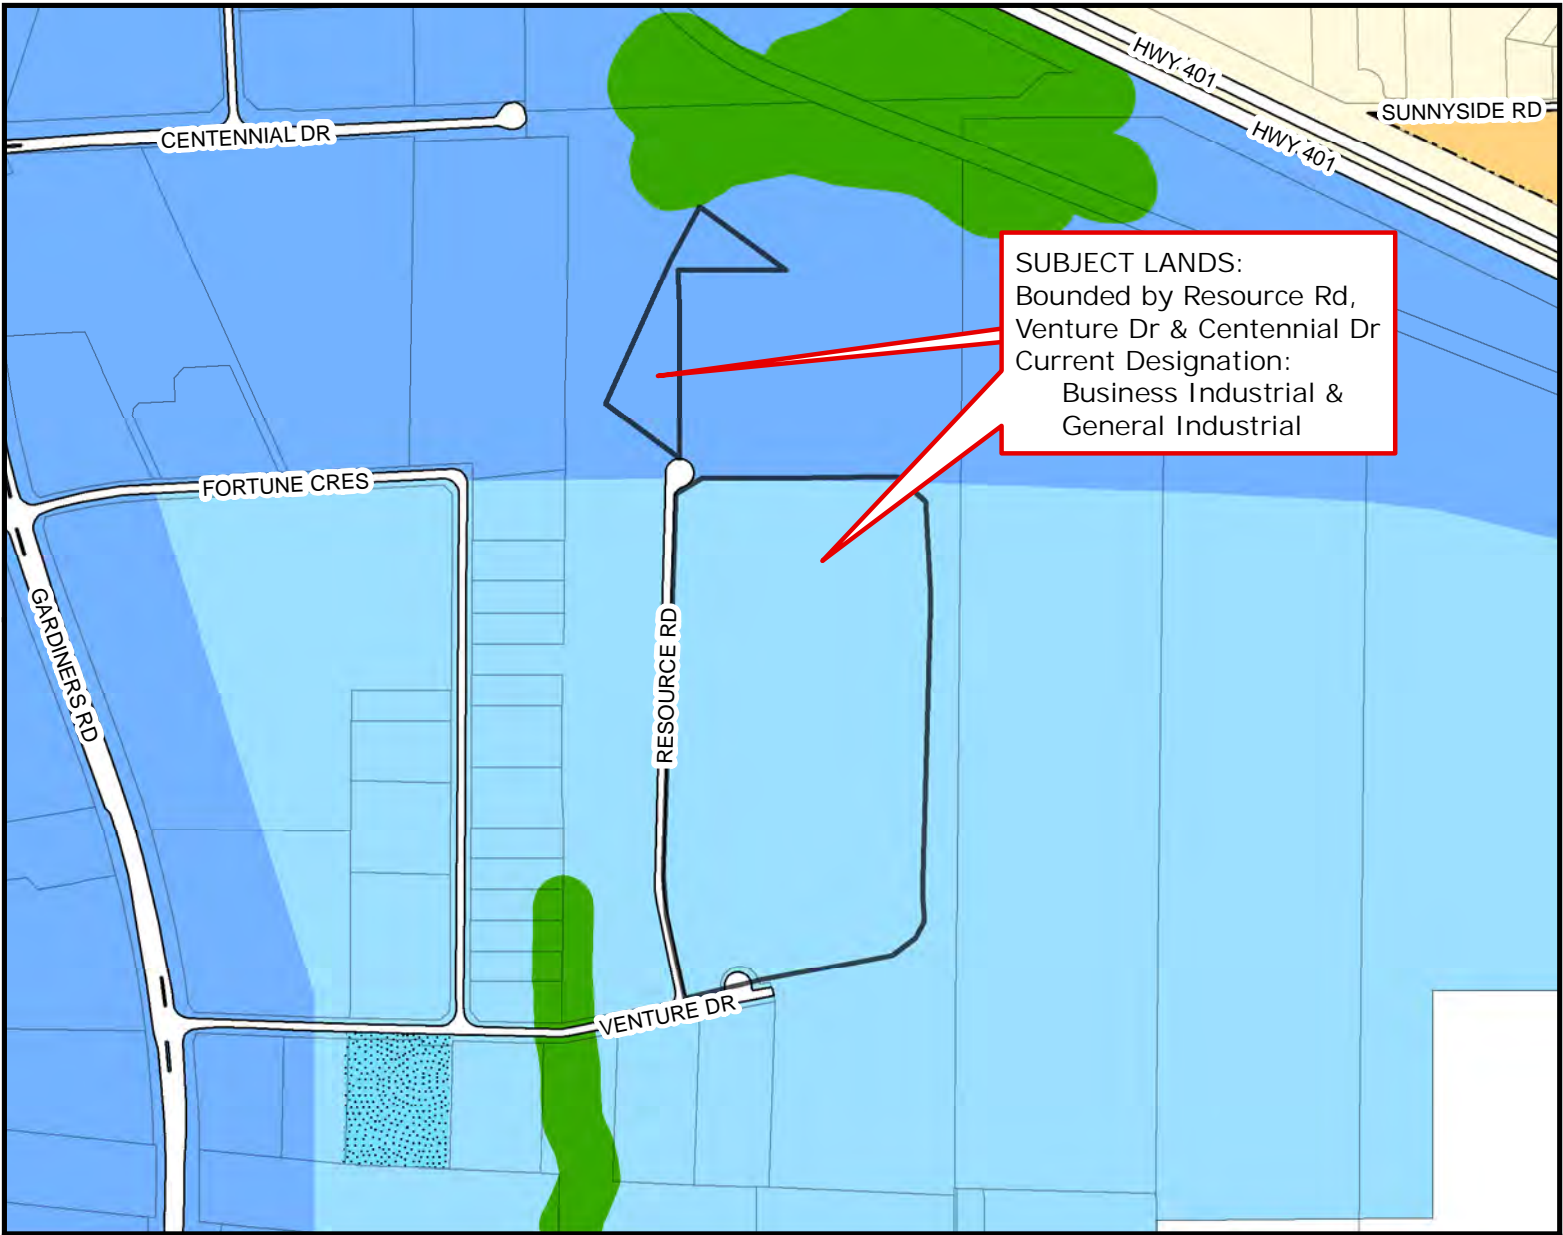 HWY 401
SUNNYSIDE RD
CENTENNIAL DR
HWY 401
SUBJECT LANDS:
Bounded by Resource Rd,
Venture Dr & Centennial Dr
Current Designation:
Business Industrial &
General Industrial
FORTUNE CRES
GARDINERS RD
RESOURCE RD
VENTURE DR